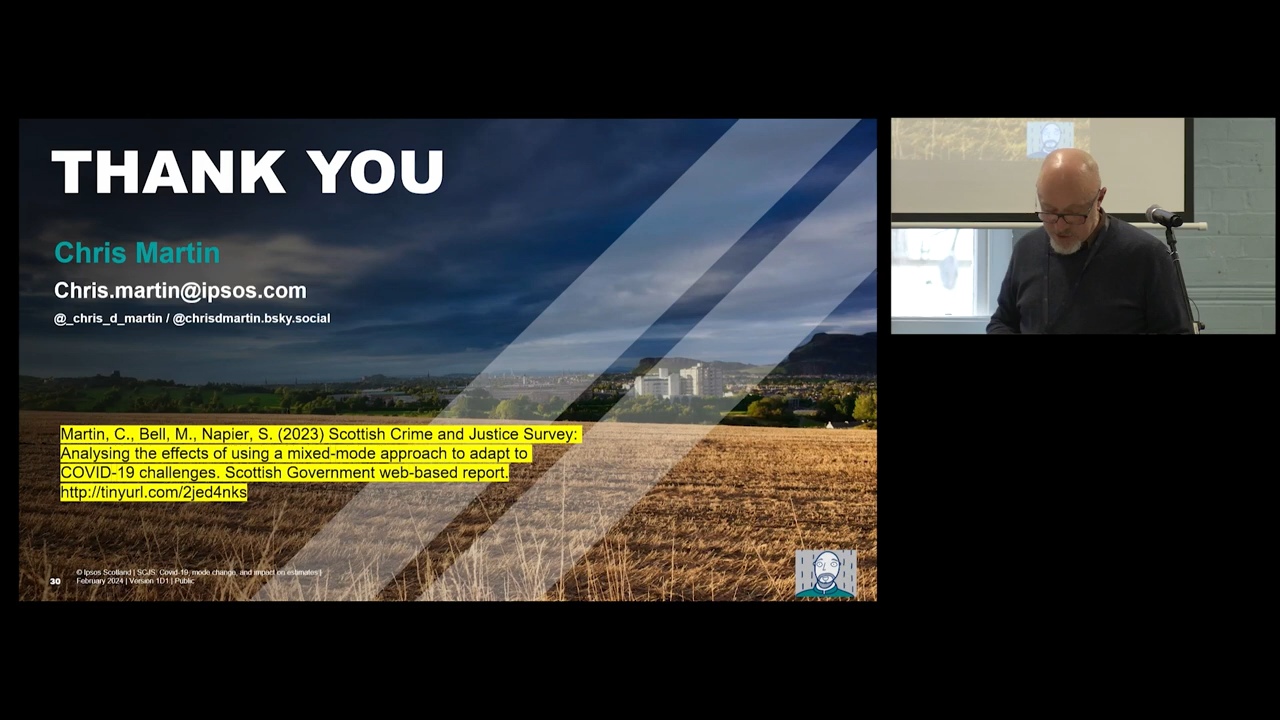 THANK YOU
Chris Martin
Chris.martin@ipsos.com
@_chris_d_martin / @chrisdmartin.bsky.social
Martin, C., Bell, M., Napier, S. (2023) Scottish Crime and Justice Survey:
Analysing the effects of using a mixed-mode approach to adapt to
COVID-19 challenges. Scottish Government web-based report.
http://tinyurl.com/2jed4nks
30
© Ipsos Scotland | SCJS: Covid-19, mode change, and impact on estimates |
February 2024 | Version 1D1 | Public